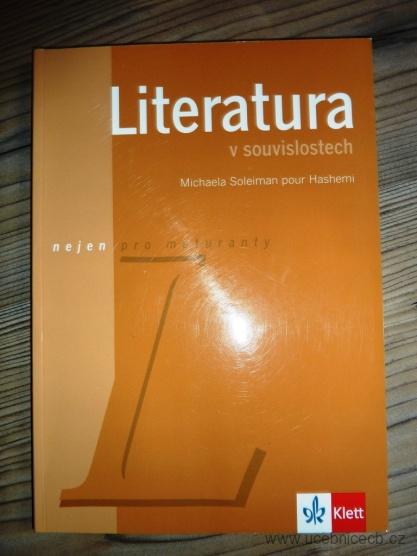 Literatura
v souvislostech
Michaela Soleiman pour Hashemi
nejen pro maturanty
Klett
www.ucebnicecb.cz